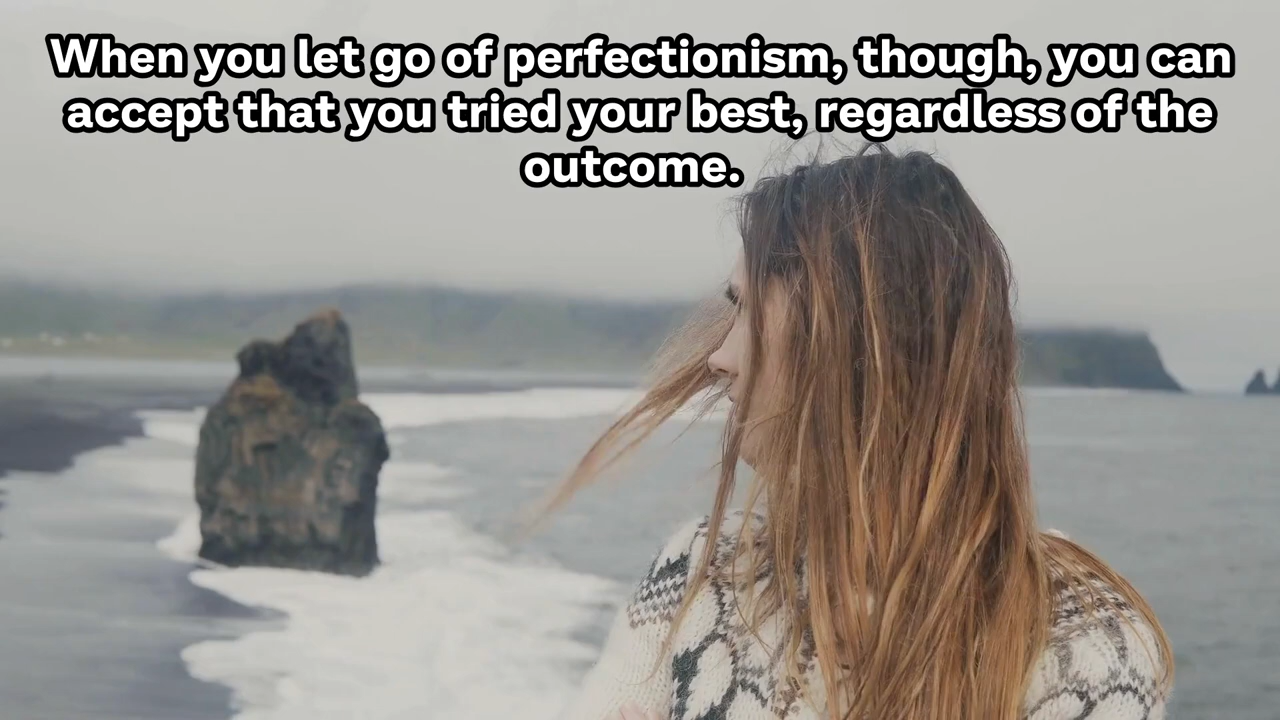 When you let go of perfectionism, though, you can
accept that you tried your best, regardless of the
outcome.